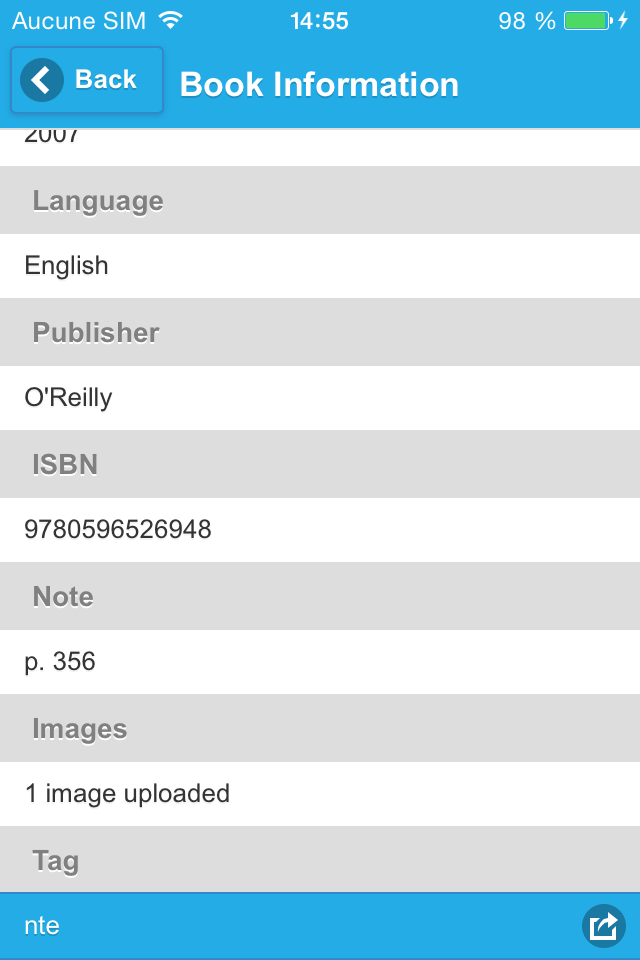 Aucune SIM 14:55 98 %
Back Book Information
2007
Language
English
Publisher
O'Reilly
ISBN
9780596526948
Note
p. 356
Images
1 image uploaded
Tag
nte